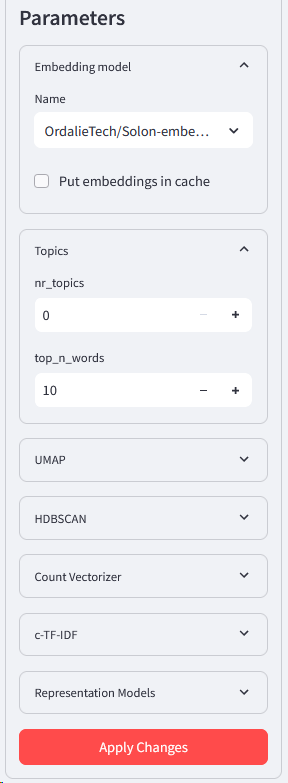 Parameters
Embedding model
Name
OrdalieTech/Solon-embe...
Put embeddings in cache
Topics
nr_topics
0
top_n_words
10
UMAP
HDBSCAN
Count Vectorizer
c-TF-IDF
Representation Models
Apply Changes